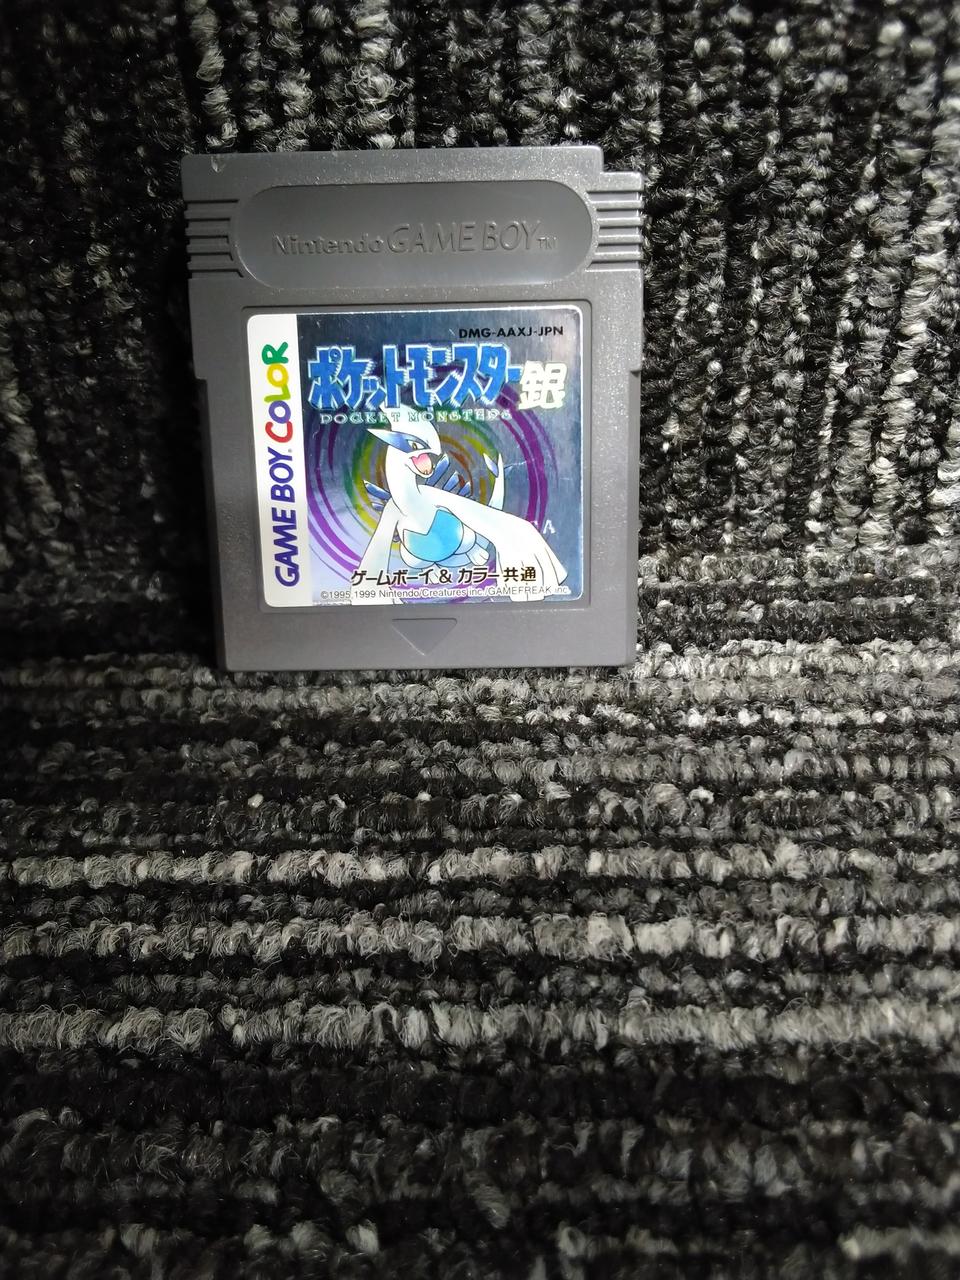 Nintendo GAME BOY™
DMG-AAXJ-JPN
GAME BOY COLOR
ポケットモンスター銀
POCKET MONSTERS
ゲームボーイ & カラー共通
©1995,1999 Nintendo/Creatures inc./GAMEFREAK inc.